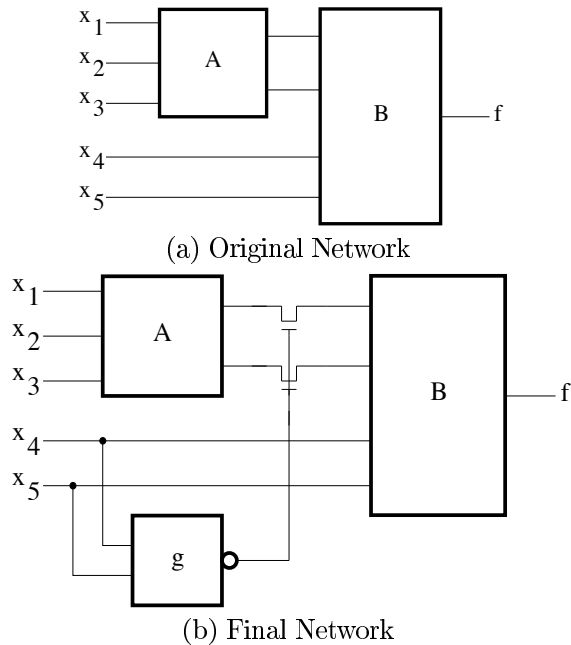 x1
x2
x3
A
B
f
x4
x5
(a) Original Network
x1
x2
x3
A
B
f
x4
x5
g
(b) Final Network